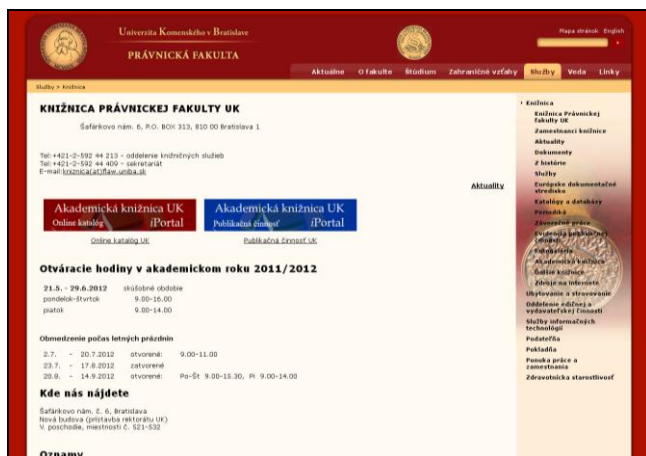 Univerzita Komenského v Bratislave
PRÁVNICKÁ FAKULTA
Mapa stránok English
Aktuálne O fakulte Štúdium Zahraničné vzťahy Služby Veda Linky
Služby > Knižnica
KNIŽNICA PRÁVNICKEJ FAKULTY UK
Šafárikovo nám. 6, P.O. BOX 313, 810 00 Bratislava 1
Tel:+421-2-592 44 213 - oddelenie knižničných služieb
Tel:+421-2-592 44 409 - sekretariát
E-mail:kniznica(at)flaw.uniba.sk
Aktuality
Akademická knižnica UK
Online katalóg iPortal
Online katalóg UK
Akademická knižnica UK
Publikačná činnosť iPortal
Publikačná činnosť UK
Otváracie hodiny v akademickom roku 2011/2012
21.5. - 29.6.2012 skúšobné obdobie
pondelok-štvrtok 9.00-16.00
piatok 9.00-14.00
Obmedzenie počas letných prázdnin
2.7. - 20.7.2012 otvorené: 9.00-11.00
23.7. - 17.8.2012 zatvorené
20.8. - 14.9.2012 otvorené: Po-Št 9.00-15.30, Pi 9.00-14.00
Kde nás nájdete
Šafárikovo nám. č. 6, Bratislava
Nová budova (prístavba rektorátu UK)
V. poschodie, miestnosti č. 521-532
Oznamy
Knižnica
Knižnica Právnickej
fakulty UK
Zamestnanci knižnice
Aktuality
Dokumenty
Z histórie
Služby
Európske dokumentačné
stredisko
Katalógy a databázy
Periodiká
Záverečné práce
Evidencia publikačnej
činnosti
Fotogaléria
Akademická knižnica
Ďalšie knižnice
Zdroje na internete
Ubytovanie a stravovanie
Oddelenie edičnej a
vydavateľskej činnosti
Služby informačných
technológií
Podateľňa
Pokladňa
Ponuka práce a
zamestnania
Zdravotnícka starostlivosť